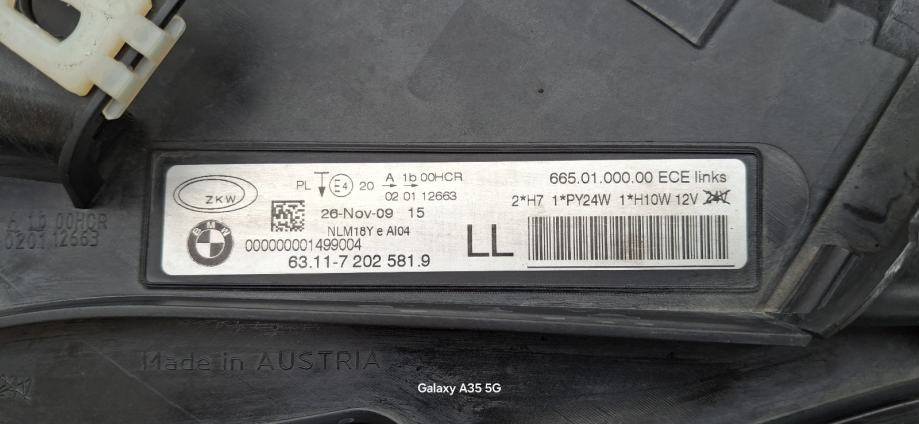 ZKW
PL E4 20 A 1b 00HCR
02 01 12663
26-Nov-09 15
NLM18Y e AI04
BMW
000000001499004
63.11-7 202 581.9
LL
665.01.000.00 ECE links
2*H7 1*PY24W 1*H10W 12V 24V
A 1b 00HCR
020112663
Made in AUSTRIA
Galaxy A35 5G